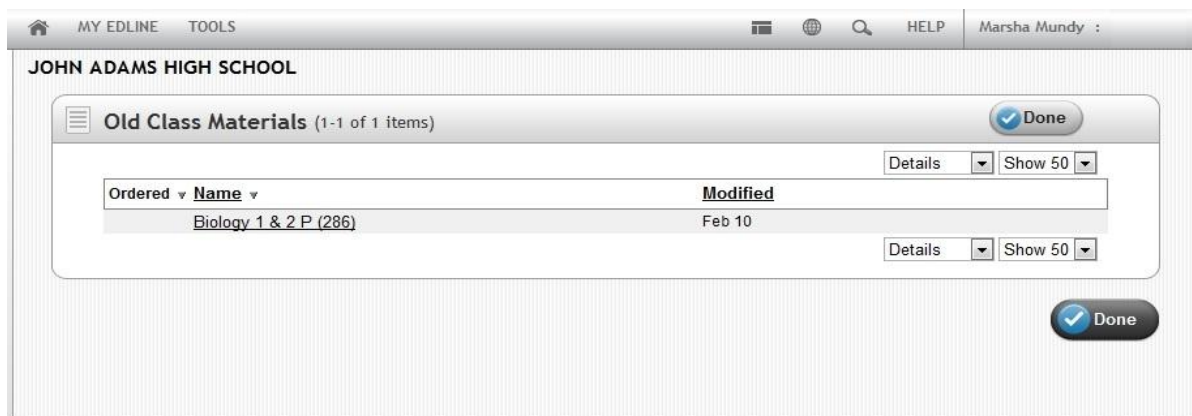 MY EDLINE TOOLS HELP Marsha Mundy :
JOHN ADAMS HIGH SCHOOL
Old Class Materials (1-1 of 1 items) Done
Details Show 50
Ordered Name Modified
Biology 1 & 2 P (286) Feb 10
Details Show 50
Done